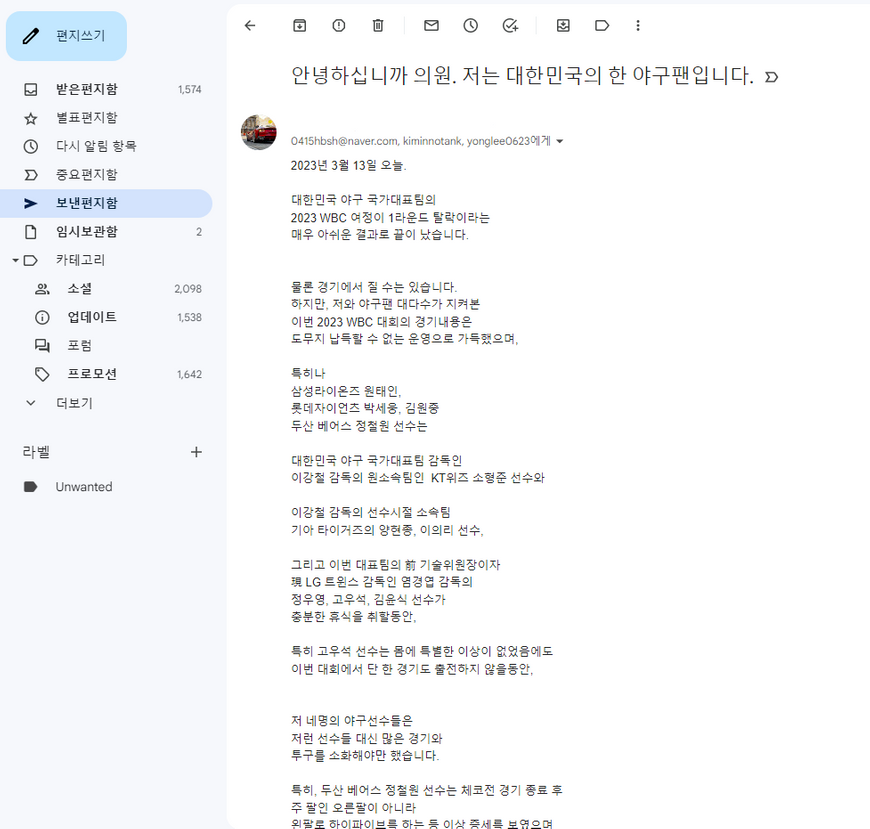 편지쓰기
받은편지함 1,574
별표편지함
다시 알림 항목
중요편지함
보낸편지함
임시보관함 2
카테고리
소셜 2,098
업데이트 1,538
포럼
프로모션 1,642
더보기
라벨
Unwanted
안녕하십니까 의원. 저는 대한민국의 한 야구팬입니다.
0415hbsh@naver.com, kiminnotank, yonglee0623에게
2023년 3월 13일 오늘.
대한민국 야구 국가대표팀의
2023 WBC 여정이 1라운드 탈락이라는
매우 아쉬운 결과로 끝이 났습니다.
물론 경기에서 질 수는 있습니다.
하지만, 저와 야구팬 대다수가 지켜본
이번 2023 WBC 대회의 경기내용은
도무지 납득할 수 없는 운영으로 가득했으며,
특히나
삼성라이온즈 원태인,
롯데자이언츠 박세웅, 김원중
두산 베어스 정철원 선수는
대한민국 야구 국가대표팀 감독인
이강철 감독의 원소속팀인 KT위즈 소형준 선수와
이강철 감독의 선수시절 소속팀
기아 타이거즈의 양현종, 이의리 선수,
그리고 이번 대표팀의 前 기술위원장이자
現 LG 트윈스 감독인 염경엽 감독의
정우영, 고우석, 김윤식 선수가
충분한 휴식을 취할동안,
특히 고우석 선수는 몸에 특별한 이상이 없었음에도
이번 대회에서 단 한 경기도 출전하지 않을동안,
저 네명의 야구선수들은
저런 선수들 대신 많은 경기와
투구를 소화해야만 했습니다.
특히, 두산 베어스 정철원 선수는 체코전 경기 종료 후
주 팔인 오른팔이 아니라
왼팔로 하이파이브를 하는 등 이상 증세를 보였으며